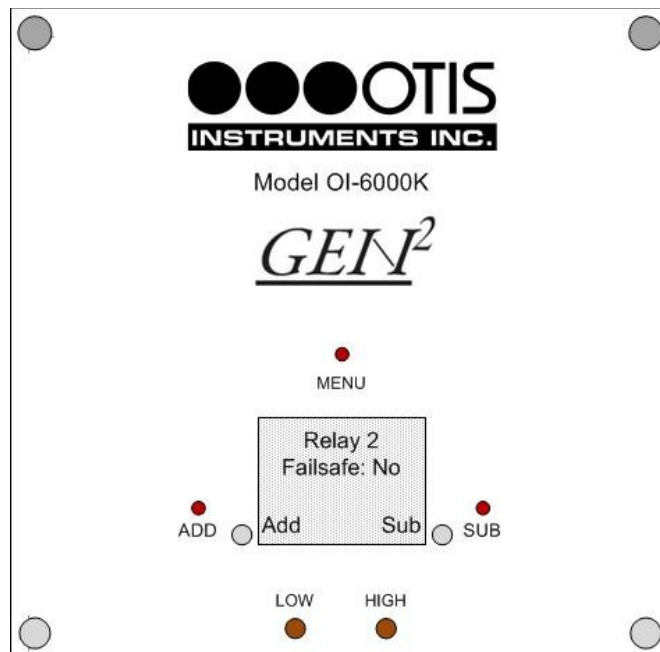 OTIS
INSTRUMENTS INC.
Model OI-6000K
GEN²
MENU
Relay 2
Failsafe: No
ADD
Add
Sub
SUB
LOW
HIGH